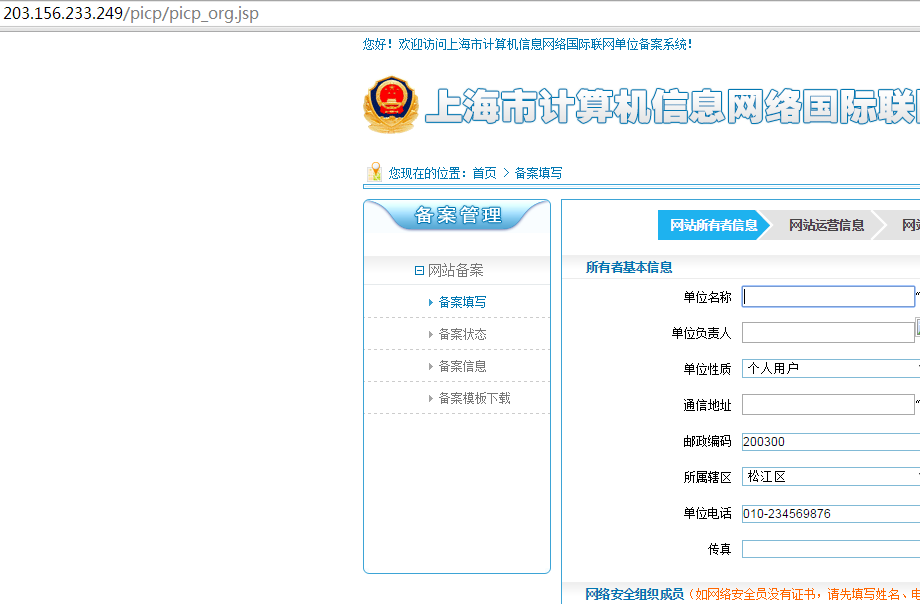 203.156.233.249/picp/picp_org.jsp
您好！欢迎访问上海市计算机信息网络国际联网单位备案系统！
上海市计算机信息网络国际联
您现在的位置：首页 > 备案填写
备案管理
网站备案
备案填写
备案状态
备案信息
备案模板下载
网站所有者信息 网站运营信息 网站
所有者基本信息
单位名称
单位负责人
单位性质 个人用户
通信地址
邮政编码 200300
所属辖区 松江区
单位电话 010-234569876
传真
网络安全组织成员（如网络安全员没有证书，请先填写姓名、电